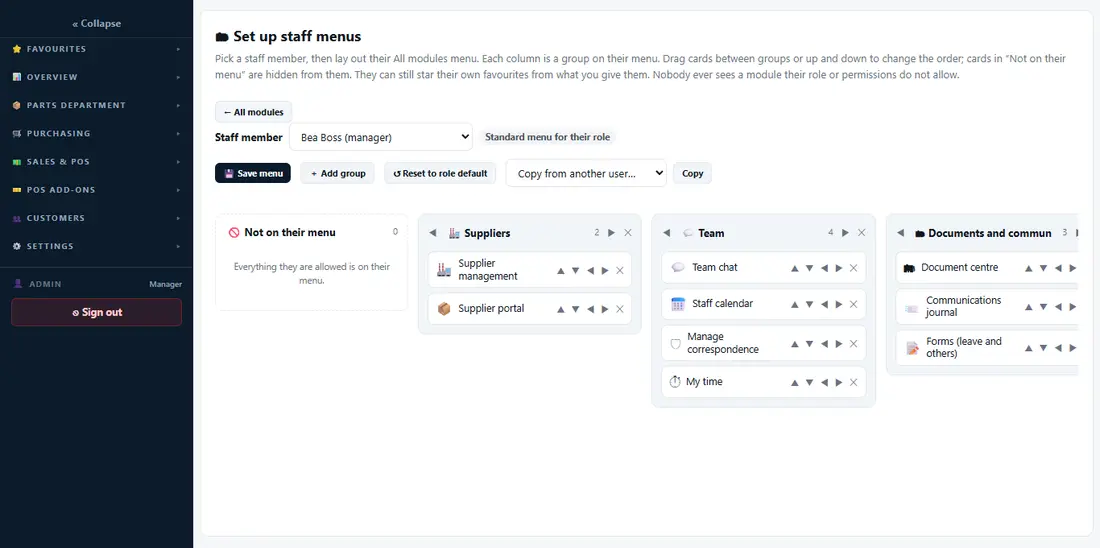 « Collapse
FAVOURITES
OVERVIEW
PARTS DEPARTMENT
PURCHASING
SALES & POS
POS ADD-ONS
CUSTOMERS
SETTINGS
ADMIN Manager
Sign out
Set up staff menus
Pick a staff member, then lay out their All modules menu. Each column is a group on their menu. Drag cards between groups or up and down to change the order; cards in “Not on their
menu” are hidden from them. They can still star their own favourites from what you give them. Nobody ever sees a module their role or permissions do not allow.
← All modules
Staff member Bea Boss (manager) Standard menu for their role
Save menu + Add group ↺ Reset to role default Copy from another user... Copy
Not on their menu 0
Everything they are allowed is on their
menu.
Suppliers 2
Supplier
management
Supplier portal
Team 4
Team chat
Staff calendar
Manage
correspondence
My time
Documents and commun 3
Document centre
Communications
journal
Forms (leave and
others)